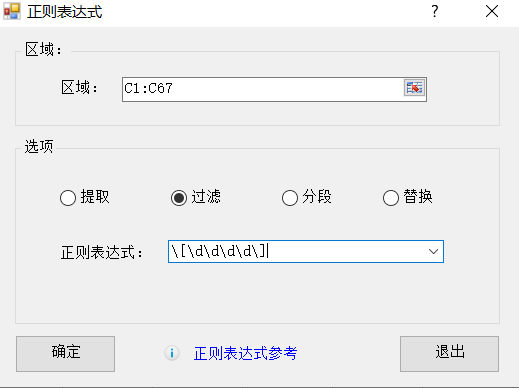 正则表达式
区域：
区域： C1:C67
选项
提取 过滤 分段 替换
正则表达式： \[\d\d\d\d\]
确定 正则表达式参考 退出